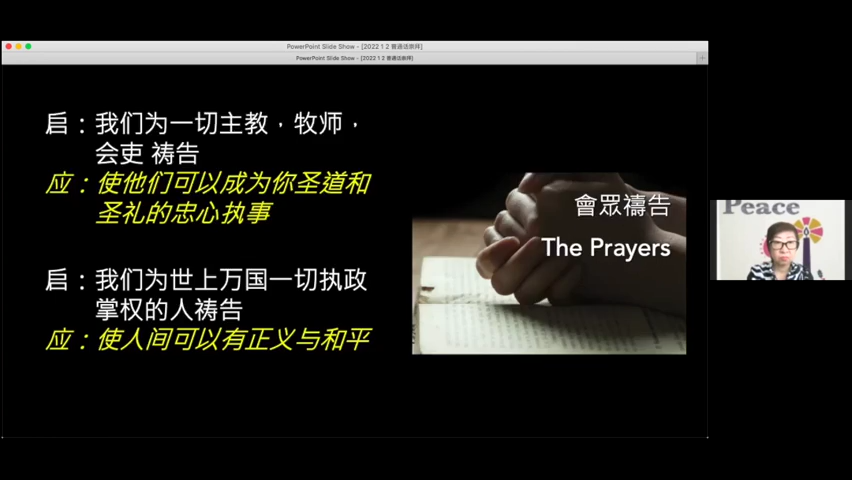 PowerPoint Slide Show - [2022 1 2 普通话崇拜]
PowerPoint Slide Show - [2022 1 2 普通话崇拜]
启：我们为一切主教，牧师，
会吏 祷告
应：使他们可以成为你圣道和
圣礼的忠心执事
启：我们为世上万国一切执政
掌权的人祷告
应：使人间可以有正义与和平
會眾禱告
The Prayers
Peace